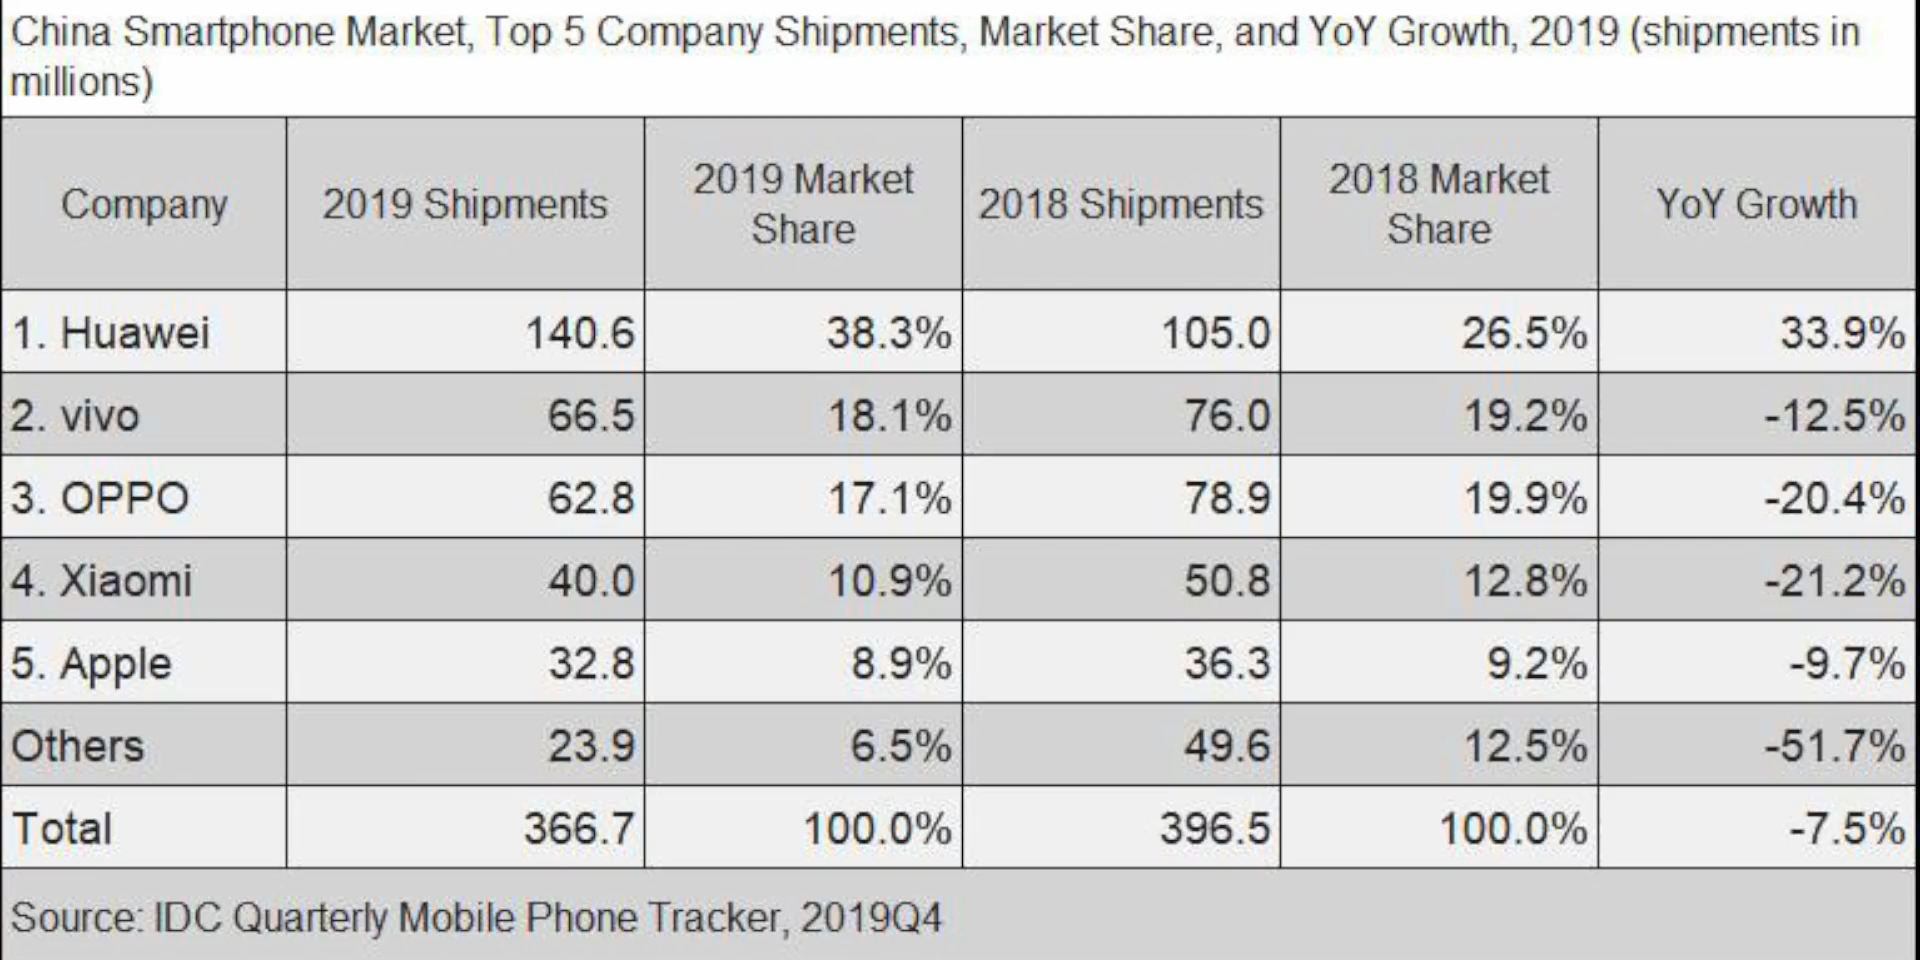 China Smartphone Market, Top 5 Company Shipments, Market Share, and YoY Growth, 2019 (shipments in
millions)
Company 2019 Shipments 2019 Market Share 2018 Shipments 2018 Market Share YoY Growth
1. Huawei 140.6 38.3% 105.0 26.5% 33.9%
2. vivo 66.5 18.1% 76.0 19.2% -12.5%
3. OPPO 62.8 17.1% 78.9 19.9% -20.4%
4. Xiaomi 40.0 10.9% 50.8 12.8% -21.2%
5. Apple 32.8 8.9% 36.3 9.2% -9.7%
Others 23.9 6.5% 49.6 12.5% -51.7%
Total 366.7 100.0% 396.5 100.0% -7.5%
Source: IDC Quarterly Mobile Phone Tracker, 2019Q4